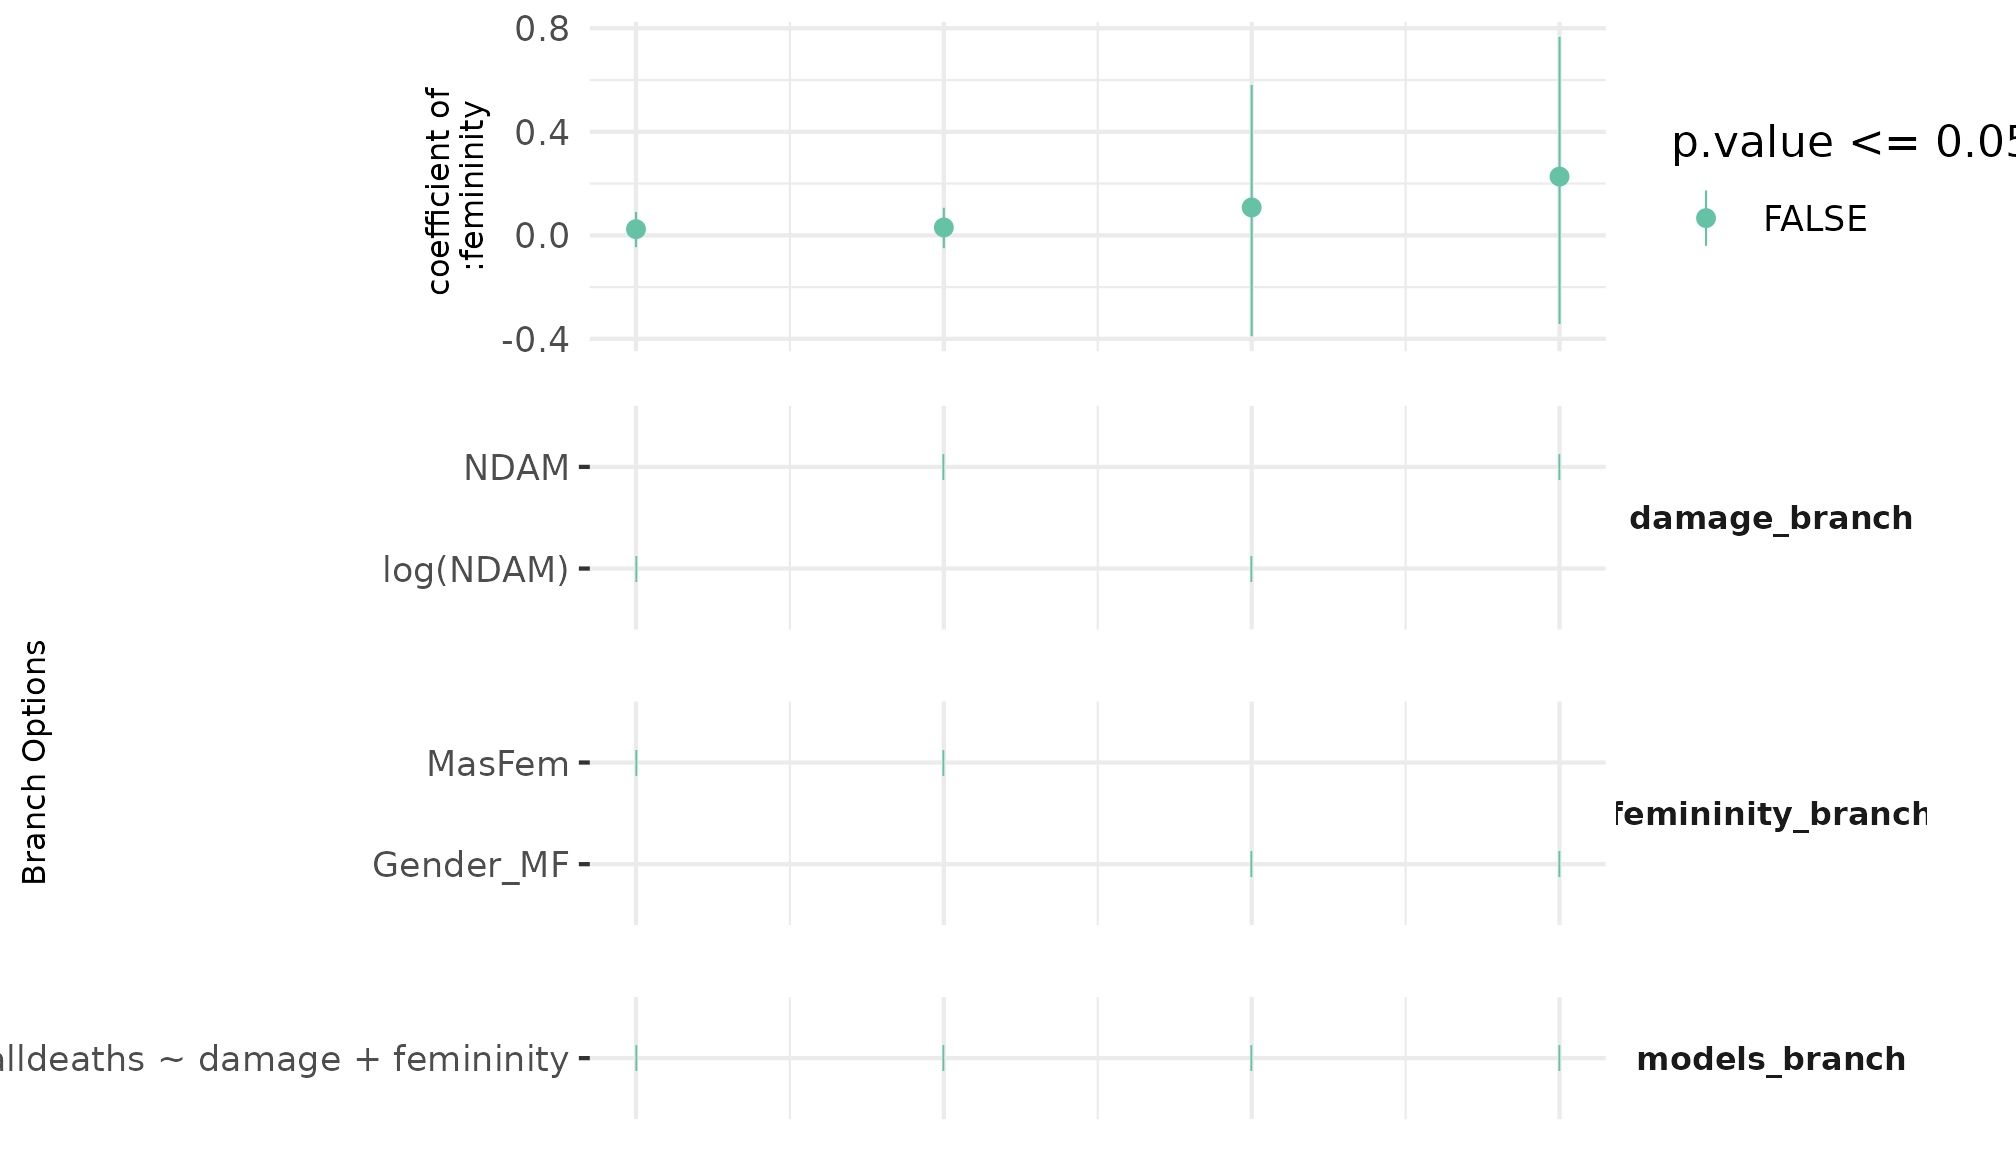 0.8
0.4
0.0
-0.4
coefficient of
:femininity
p.value <= 0.05
FALSE
NDAM
log(NDAM)
damage_branch
Branch Options
MasFem
Gender_MF
femininity_branch
alldeaths ~ damage + femininity
models_branch